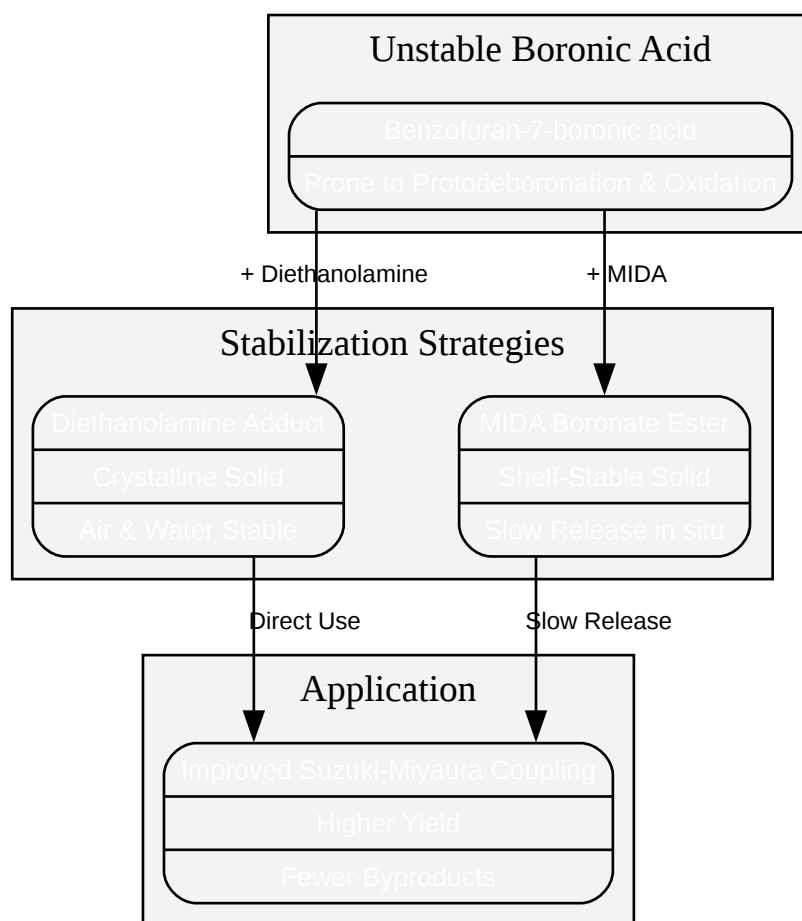 Unstable Boronic Acid
Benzofuran-7-boronic acid
Prone to Protodeboronation & Oxidation
+ Diethanolamine
+ MIDA
Stabilization Strategies
Diethanolamine Adduct
Crystalline Solid
Air & Water Stable
MIDA Boronate Ester
Shelf-Stable Solid
Slow Release in situ
Direct Use
Slow Release
Application
Improved Suzuki-Miyaura Coupling
Higher Yield
Fewer Byproducts